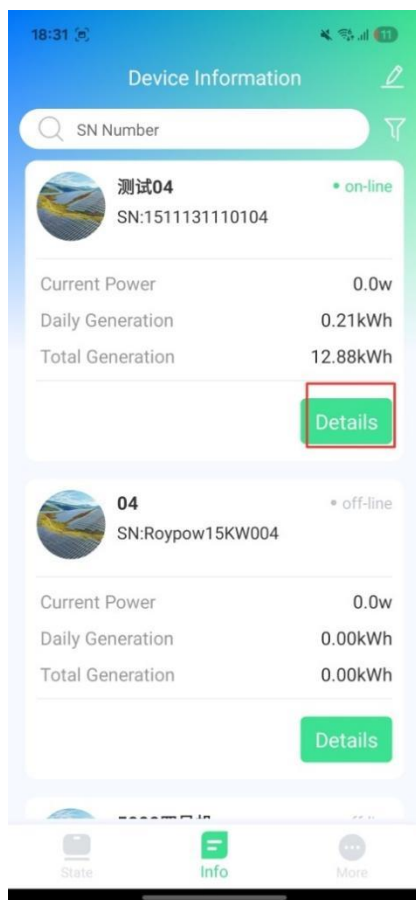 18:31
11
Device Information
SN Number
测试04
on-line
SN:1511131110104
Current Power 0.0w
Daily Generation 0.21kWh
Total Generation 12.88kWh
Details
04
off-line
SN:Roypow15KW004
Current Power 0.0w
Daily Generation 0.00kWh
Total Generation 0.00kWh
Details
State
Info
More